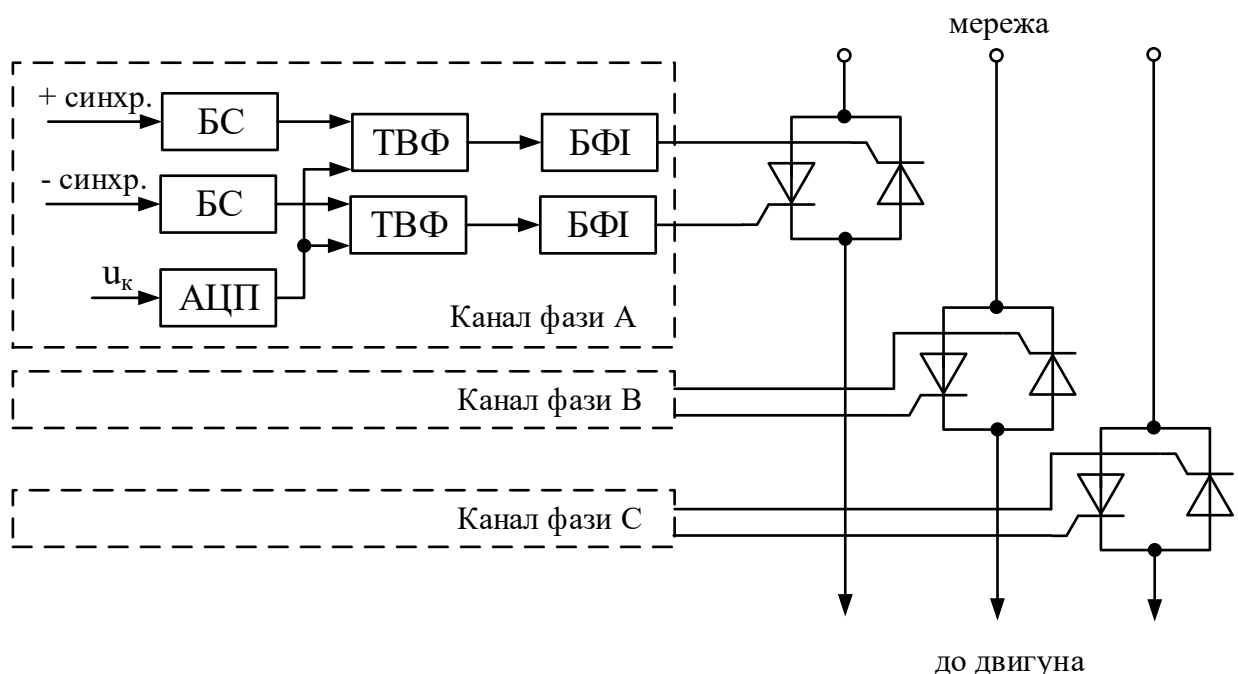 мережа
+ синхр.
БС
ТВФ
БФІ
- синхр.
БС
ТВФ
БФІ
uк
АЦП
Канал фази А
Канал фази В
Канал фази С
до двигуна